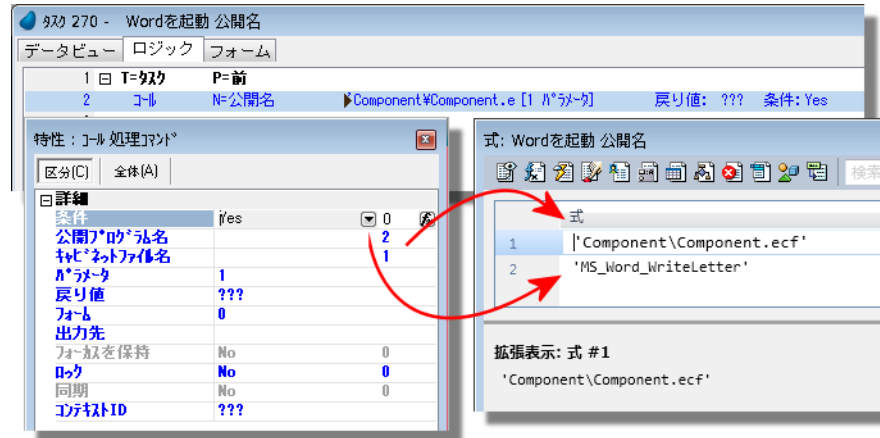 ﾀｽｸ 270 - Wordを起動 公開名
データビュー ロジック フォーム
1 T=ﾀｽｸ P=前
2 ｺｰﾙ N=公開名 Component¥Component.e [1 ﾊﾟﾗﾒｰﾀ] 戻り値: ??? 条件: Yes
特性：ｺｰﾙ 処理ｺﾏﾝﾄﾞ
区分(C) 全体(A)
詳細
条件 Yes 0
公開ﾌﾟﾛｸﾞﾗﾑ名 2
ｷｬﾋﾞﾈｯﾄﾌｧｲﾙ名 1
ﾊﾟﾗﾒｰﾀ 1
戻り値 ???
ﾌｫｰﾑ 0
出力先
ﾌｫｰｶｽを保持 No 0
ﾛｯｸ No 0
同期 No 0
ｺﾝﾃｷｽﾄID ???
式: Wordを起動 公開名
検索
式
1 'Component\Component.ecf'
2 'MS_Word_WriteLetter'
拡張表示: 式 #1
'Component\Component.ecf'